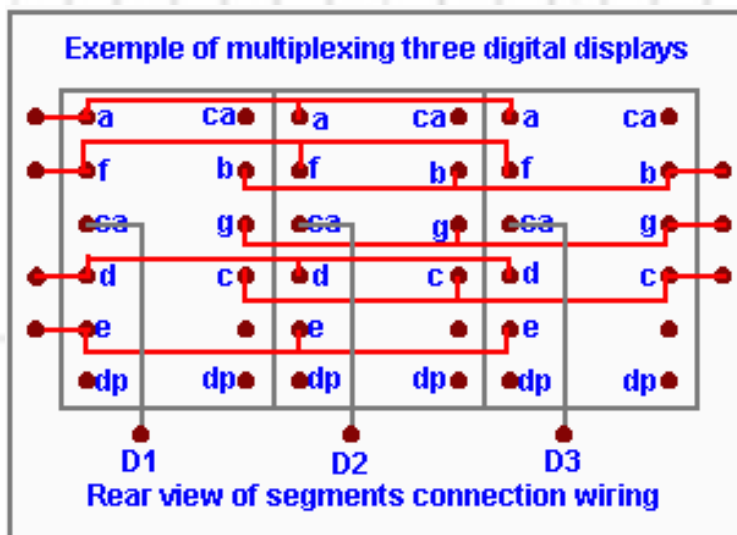 Exemple of multiplexing three digital displays
a ca a ca a ca
f b f b f b
ca g ca g ca g
d c d c d c
e e e
dp dp dp dp dp dp
D1 D2 D3
Rear view of segments connection wiring